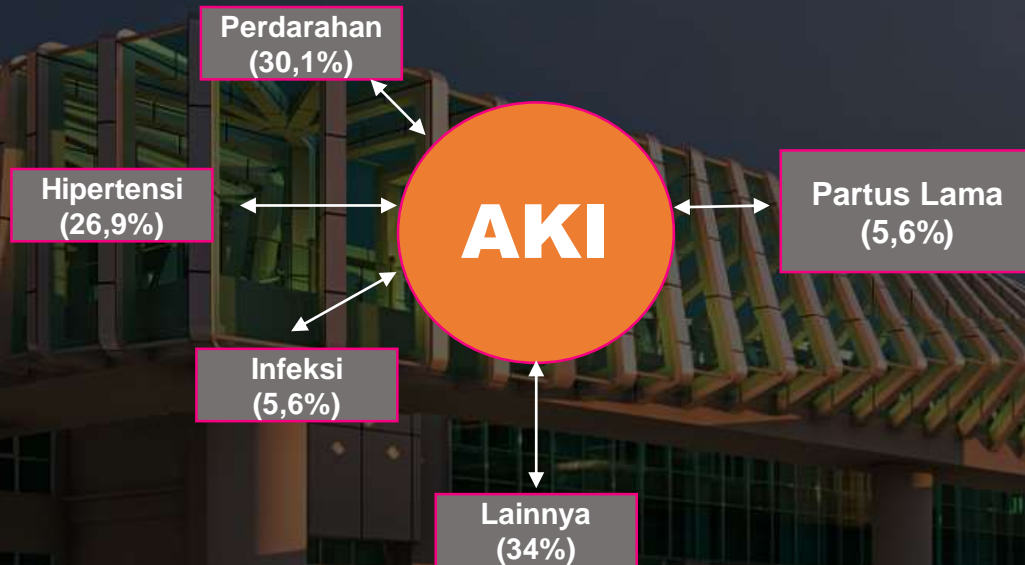 Perdarahan
(30,1%)
Hipertensi
(26,9%)
AKI
Partus Lama
(5,6%)
Infeksi
(5,6%)
Lainnya
(34%)